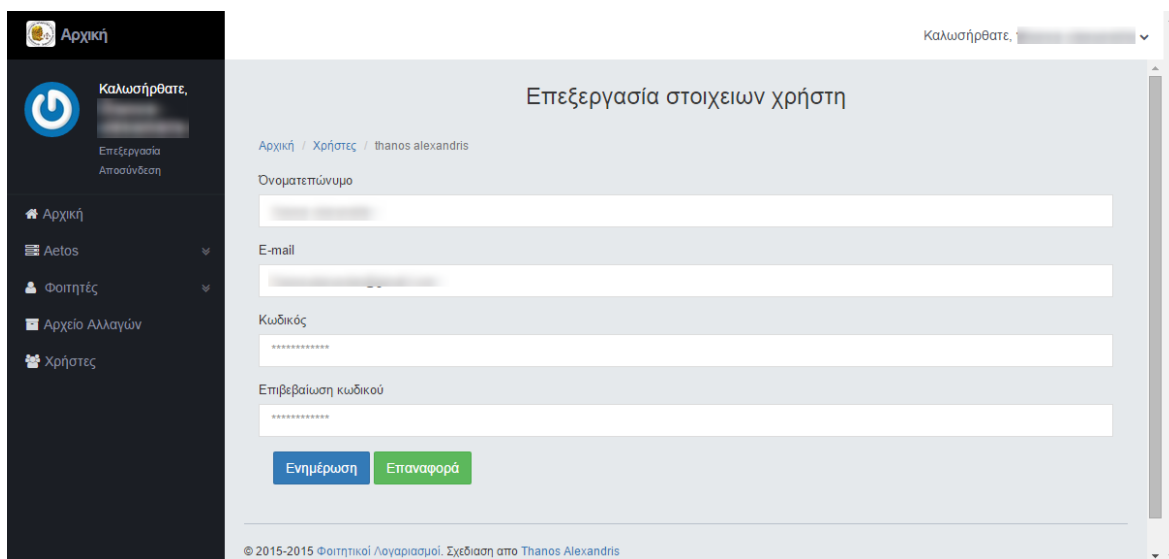 Αρχική
Καλωσήρθατε,
Καλωσήρθατε,
Επεξεργασία
Αποσύνδεση
Αρχική
Aetos
Φοιτητές
Αρχείο Αλλαγών
Χρήστες
Επεξεργασία στοιχειων χρήστη
Αρχική / Χρήστες / thanos alexandris
Όνοματεπώνυμο
E-mail
Κωδικός
************
Επιβεβαίωση κωδικού
************
Ενημέρωση Επαναφορά
© 2015-2015 Φοιτητικοί Λογαριασμοί. Σχεδιαση απο Thanos Alexandris